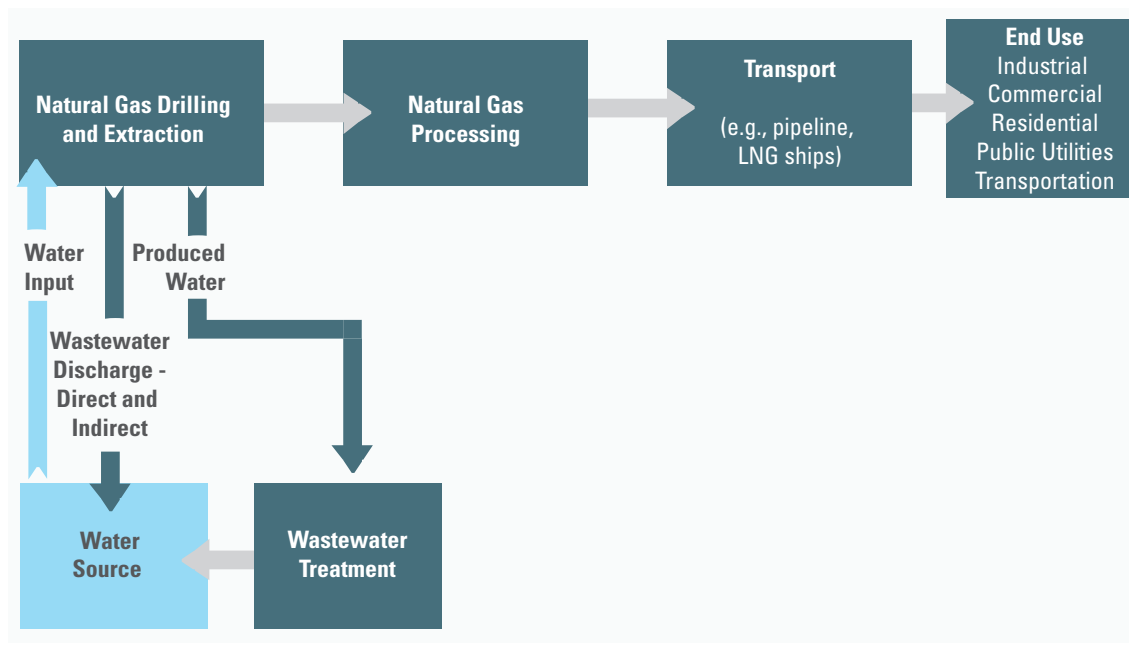 Natural Gas Drilling
and Extraction
Natural Gas
Processing
Transport
(e.g., pipeline,
LNG ships)
End Use
Industrial
Commercial
Residential
Public Utilities
Transportation
Water
Input
Produced
Water
Wastewater
Discharge -
Direct and
Indirect
Water
Source
Wastewater
Treatment